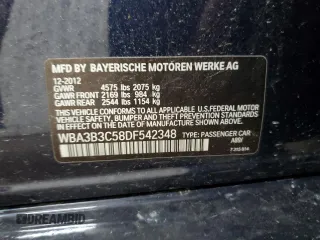 MFD BY BAYERISCHE MOTOREN WERKE AG
12-2012
GVWR 4575 lbs 2075 kg
GAWR FRONT 2169 lbs 984 kg
GAWR REAR 2544 lbs 1154 kg
THIS VEHICLE CONFORMS TO ALL APPLICABLE
U.S. FEDERAL MOTOR
VEHICLE SAFETY, BUMPER AND THEFT PREVENTION
STANDARDS IN EFFECT ON THE DATE OF
MANUFACTURE SHOWN ABOVE.
WBA3B3C58DF542348 TYPE: PASSENGER CAR
DREAMBID